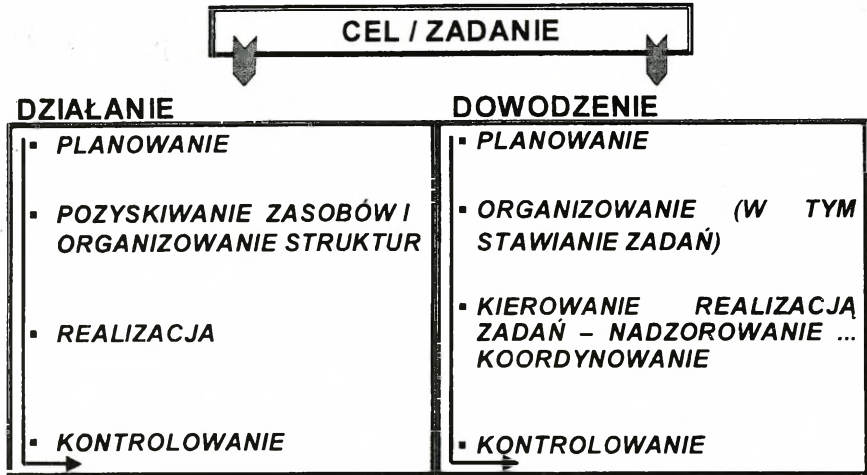 CEL / ZADANIE
DZIAŁANIE
▪ PLANOWANIE
▪ POZYSKIWANIE ZASOBÓW I
ORGANIZOWANIE STRUKTUR
▪ REALIZACJA
▪ KONTROLOWANIE
DOWODZENIE
▪ PLANOWANIE
▪ ORGANIZOWANIE (W TYM
STAWIANIE ZADAŃ)
▪ KIEROWANIE REALIZACJĄ
ZADAŃ – NADZOROWANIE ...
KOORDYNOWANIE
▪ KONTROLOWANIE